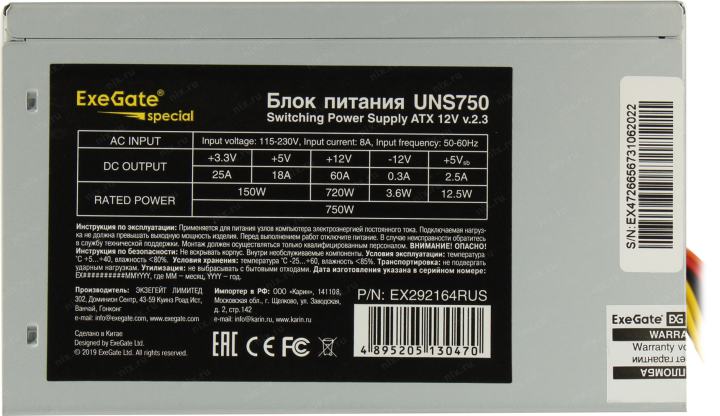 ExeGate®
special
Блок питания UNS750
Switching Power Supply ATX 12V v.2.3
AC INPUT Input voltage: 115-230V, Input current: 8A, Input frequency: 50-60Hz
DC OUTPUT +3.3V +5V +12V -12V +5Vsb
25A 18A 60A 0.3A 2.5A
RATED POWER 150W 720W 3.6W 12.5W
750W
Инструкция по эксплуатации: Применяется для питания узлов компьютера электроэнергией постоянного тока. Подключаемая нагруз-
ка не должна превышать выходную мощность изделия. Перед выполнением работ отключите питание. В случае неисправности обратитесь
в службу технической поддержки. Монтаж должен осуществляться только квалифицированным персоналом. ВНИМАНИЕ! ОПАСНО!
Инструкция по безопасности: Не вскрывать корпус. Внутри необслуживаемые компоненты. Условия эксплуатации: температура
°C +5...+40, влажность <80%. Условия хранения: температура °C -25...+60, влажность <85%. Транспортировка: не подвергать
ударным нагрузкам. Утилизация: не выбрасывать с бытовыми отходами. Дата изготовления указана в серийном номере:
EX##########MMYYYY, где MM – месяц, YYYY – год.
Производитель: ЭКЗЕГЕЙТ ЛИМИТЕД
302, Доминион Сентр, 43-59 Куинз Роад Ист,
Ванчай, Гонконг
e-mail: info@exegate.com, www.exegate.com
Импортер в РФ: ООО «Карин», 141108,
Московская обл., г. Щелково, ул. Заводская,
д. 2, стр.142
e-mail: info@karin.ru, www.karin.ru
Сделано в Китае
Designed by ExeGate Ltd.
© 2019 ExeGate Ltd. All rights reserved.
EAC CE FC
P/N: EX292164RUS
4 895205 130470
S/N:EX4726656731062022
ExeGate® DG
WARRA
Warranty vo
ет гарантии
ПЛОМБА